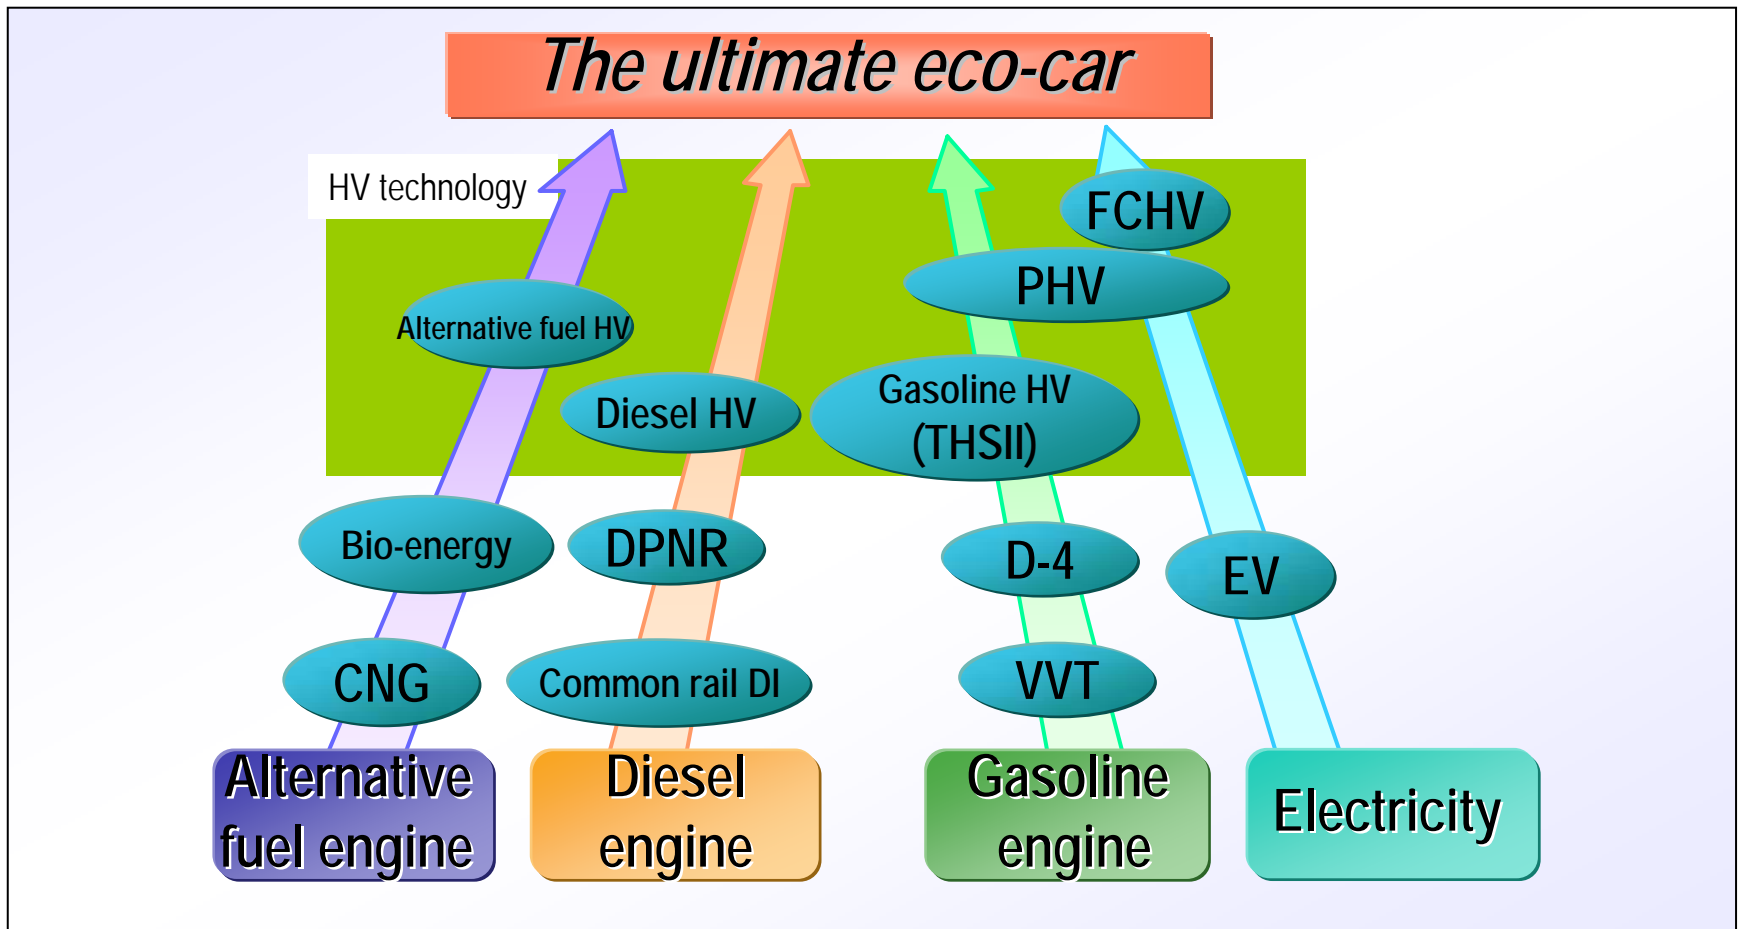 The ultimate eco-car
HV technology
FCHV
PHV
Alternative fuel HV
Diesel HV
Gasoline HV
(THSII)
Bio-energy
DPNR
D-4
EV
CNG
Common rail DI
VVT
Alternative
fuel engine
Diesel
engine
Gasoline
engine
Electricity